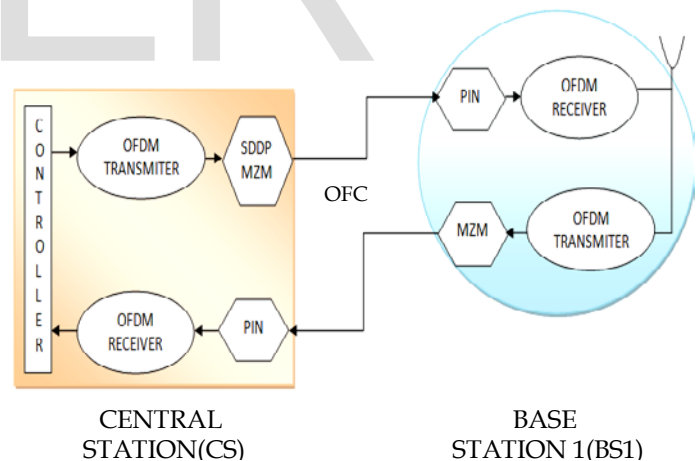 CONTROLLER
OFDM
TRANSMITER
SDDP
MZM
OFC
PIN
OFDM
RECEIVER
MZM
OFDM
TRANSMITER
OFDM
RECEIVER
PIN
CENTRAL
STATION(CS)
BASE
STATION 1(BS1)